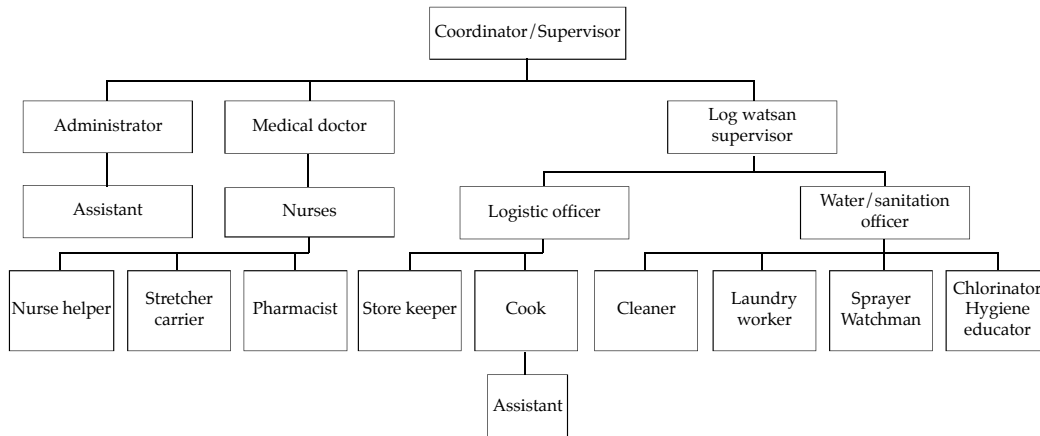 Coordinator/Supervisor
Administrator
Medical doctor
Log watsan
supervisor
Assistant
Nurses
Logistic officer
Water/sanitation
officer
Nurse helper
Stretcher
carrier
Pharmacist
Store keeper
Cook
Cleaner
Laundry
worker
Sprayer
Watchman
Chlorinator
Hygiene
educator
Assistant